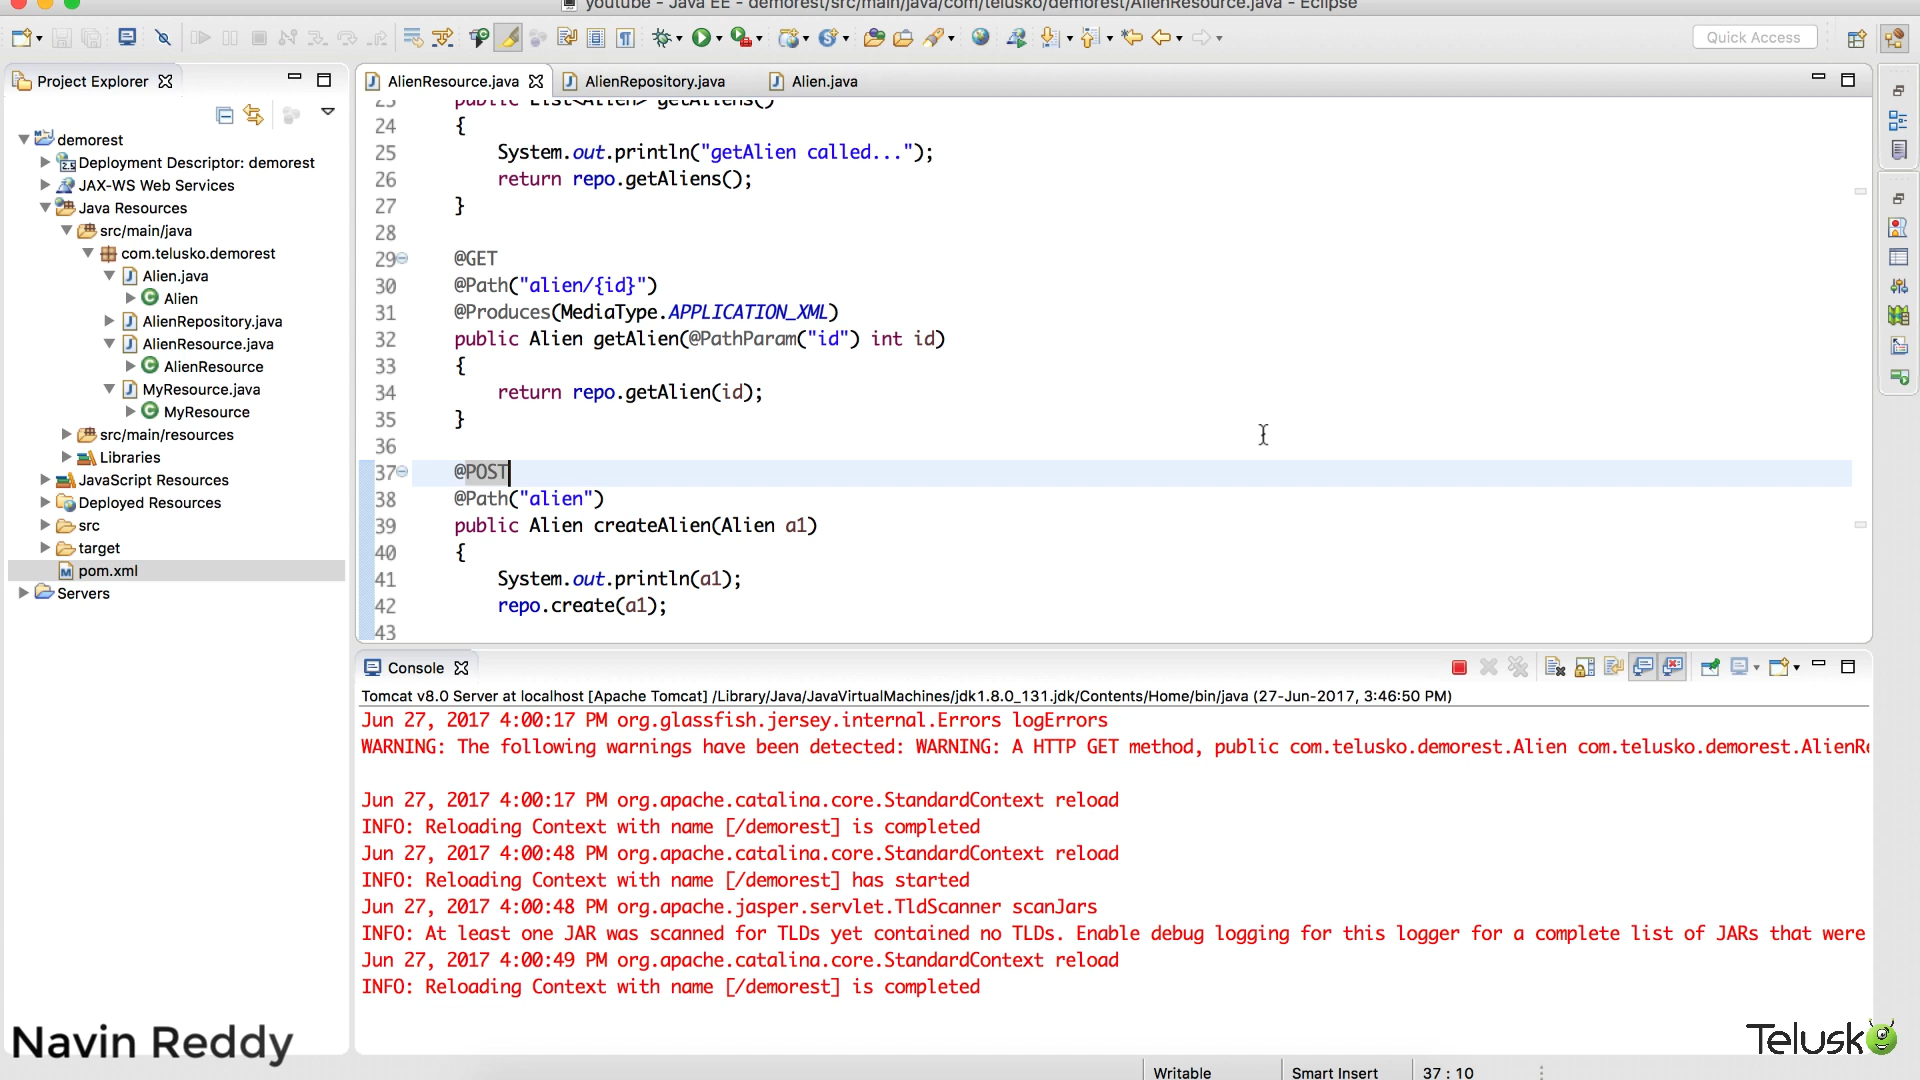 youtube - Java EE - demorest/src/main/java/com/telusko/demorest/AlienResource.java - Eclipse
Quick Access
Project Explorer
AlienResource.java
AlienRepository.java
Alien.java
demorest
Deployment Descriptor: demorest
JAX-WS Web Services
Java Resources
src/main/java
com.telusko.demorest
Alien.java
Alien
AlienRepository.java
AlienResource.java
AlienResource
MyResource.java
MyResource
src/main/resources
Libraries
JavaScript Resources
Deployed Resources
src
target
pom.xml
Servers
23 public List<Alien> getAliens()
24 {
25 System.out.println("getAlien called...");
26 return repo.getAliens();
27 }
28
29 @GET
30 @Path("alien/{id}")
31 @Produces(MediaType.APPLICATION_XML)
32 public Alien getAlien(@PathParam("id") int id)
33 {
34 return repo.getAlien(id);
35 }
36
37 @POST
38 @Path("alien")
39 public Alien createAlien(Alien a1)
40 {
41 System.out.println(a1);
42 repo.create(a1);
43
Console
Tomcat v8.0 Server at localhost [Apache Tomcat] /Library/Java/JavaVirtualMachines/jdk1.8.0_131.jdk/Contents/Home/bin/java (27-Jun-2017, 3:46:50 PM)
Jun 27, 2017 4:00:17 PM org.glassfish.jersey.internal.Errors logErrors
WARNING: The following warnings have been detected: WARNING: A HTTP GET method, public com.telusko.demorest.Alien com.telusko.demorest.AlienRe
Jun 27, 2017 4:00:17 PM org.apache.catalina.core.StandardContext reload
INFO: Reloading Context with name [/demorest] is completed
Jun 27, 2017 4:00:48 PM org.apache.catalina.core.StandardContext reload
INFO: Reloading Context with name [/demorest] has started
Jun 27, 2017 4:00:48 PM org.apache.jasper.servlet.TldScanner scanJars
INFO: At least one JAR was scanned for TLDs yet contained no TLDs. Enable debug logging for this logger for a complete list of JARs that were
Jun 27, 2017 4:00:49 PM org.apache.catalina.core.StandardContext reload
INFO: Reloading Context with name [/demorest] is completed
Navin Reddy
Telusko
Writable
Smart Insert
37 : 10